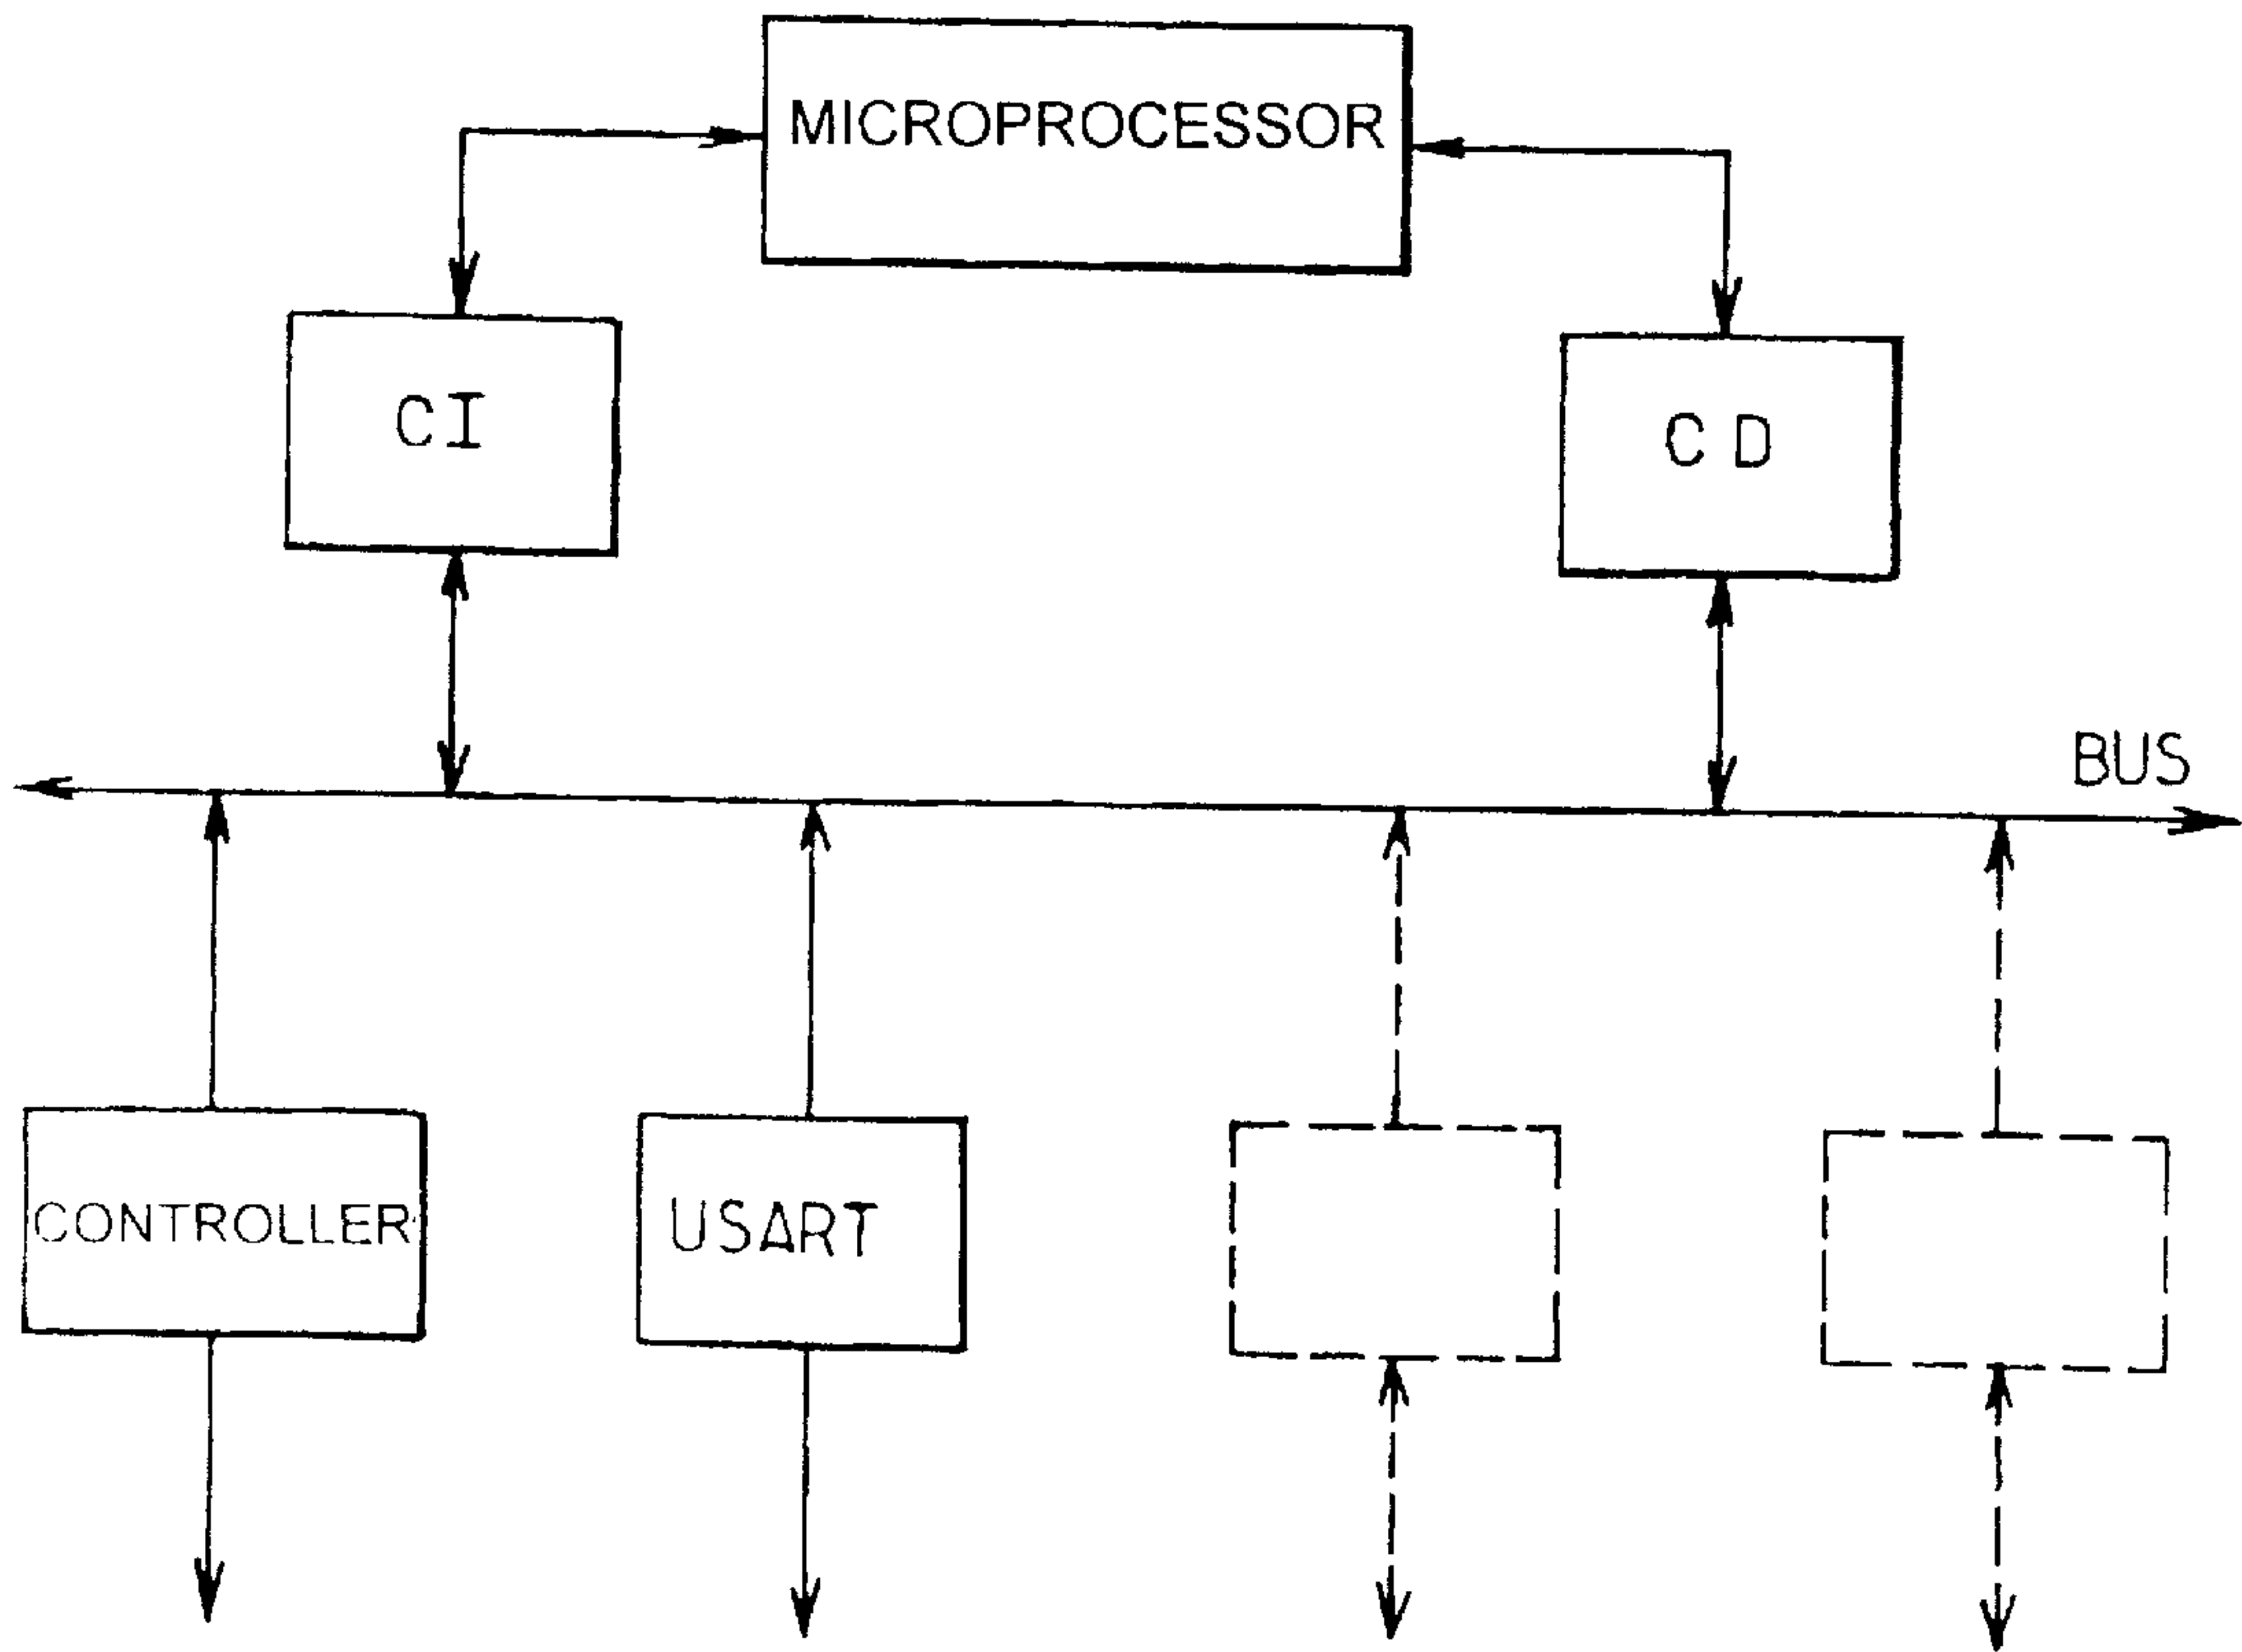 MICROPROCESSOR
CI
CD
BUS
CONTROLLER
USART